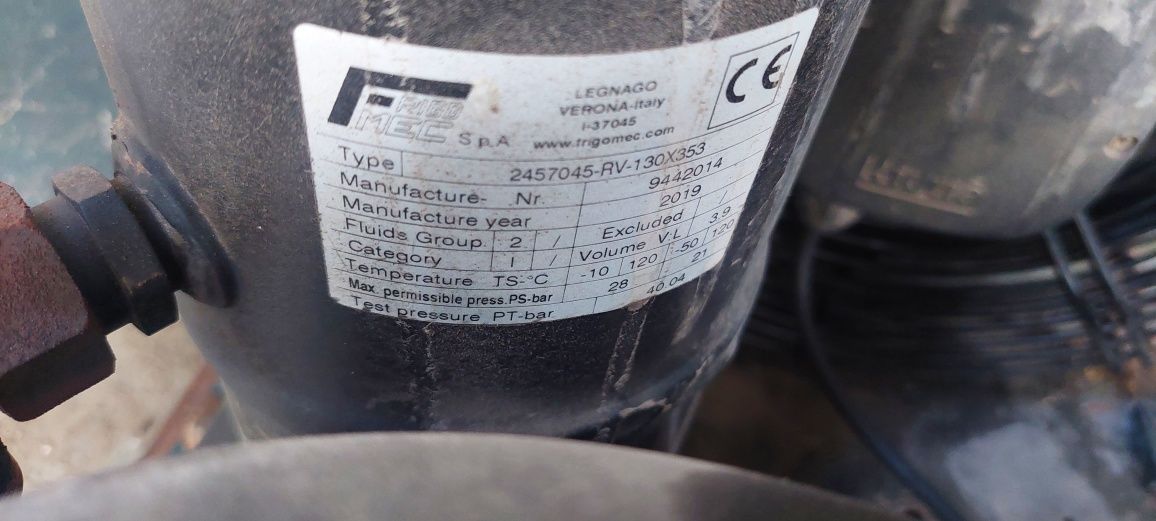 FRIGO
MEC S.p.A
LEGNAGO
VERONA-Italy
I-37045
www.frigomec.com
CE
Type 2457045-RV-130X353
Manufacture- Nr. 9442014
Manufacture year 2019
Fluids Group 2 / Excluded /
Category I / Volume V.L 3.9
Temperature TS-°C -10 120 -50 120
Max. permissible press.PS-bar 28 21
Test pressure PT-bar 40.04